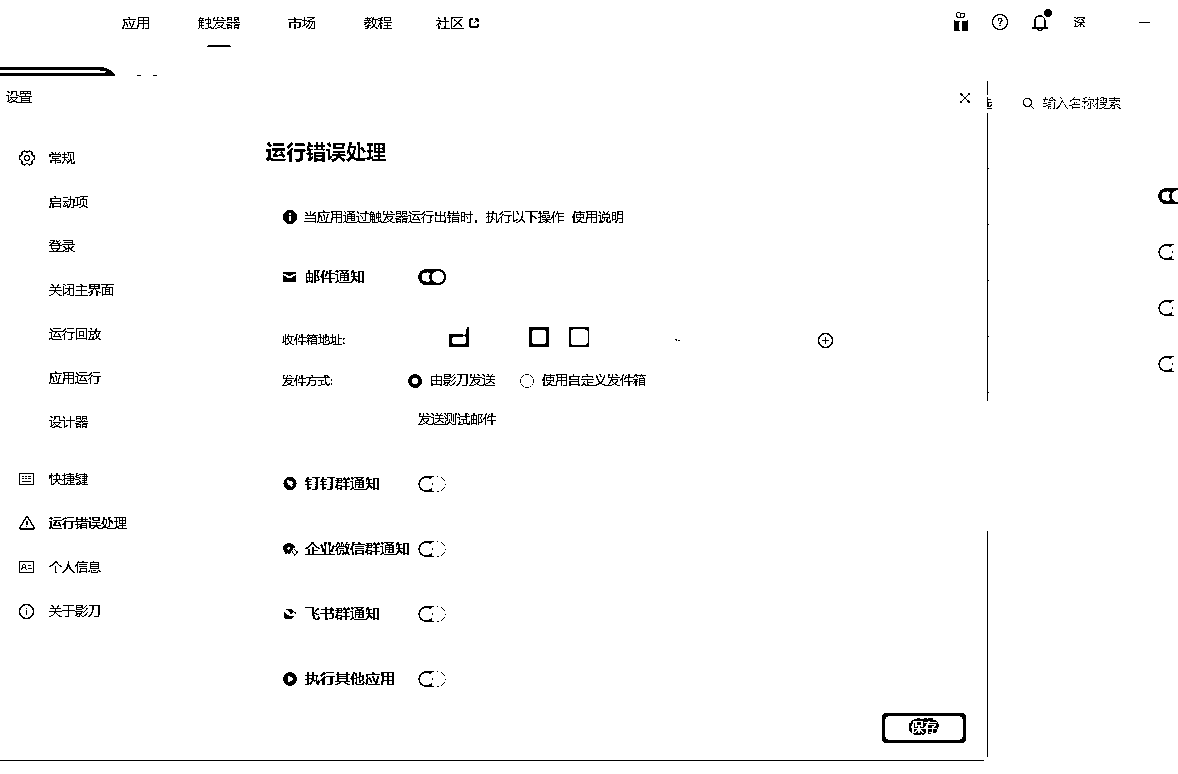 应用 触发器 市场 教程 社区 深
设置
输入名称搜索
常规
启动项
登录
关闭主界面
运行回放
应用运行
设计器
快捷键
运行错误处理
个人信息
关于影刀
运行错误处理
当应用通过触发器运行出错时，执行以下操作 使用说明
邮件通知
收件箱地址:
发件方式: 由影刀发送 使用自定义发件箱
发送测试邮件
钉钉群通知
企业微信群通知
飞书群通知
执行其他应用
保存